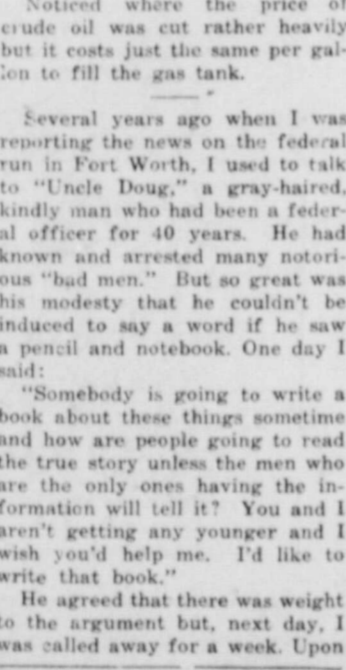 Noticed where the price of
crude oil was cut rather heavily
but it costs just the same per gal-
lon to fill the gas tank.
Several years ago when I was
reporting the news on the federal
run in Fort Worth, I used to talk
to "Uncle Doug," a gray-haired,
kindly man who had been a feder-
al officer for 40 years. He had
known and arrested many notori-
ous "bad men." But so great was
his modesty that he couldn't be
induced to say a word if he saw
a pencil and notebook. One day I
said:
"Somebody is going to write a
book about these things sometime
and how are people going to read
the true story unless the men who
are the only ones having the in-
formation will tell it? You and I
aren't getting any younger and I
wish you'd help me. I'd like to
write that book."
He agreed that there was weight
to the argument but, next day, I
was called away for a week. Upon